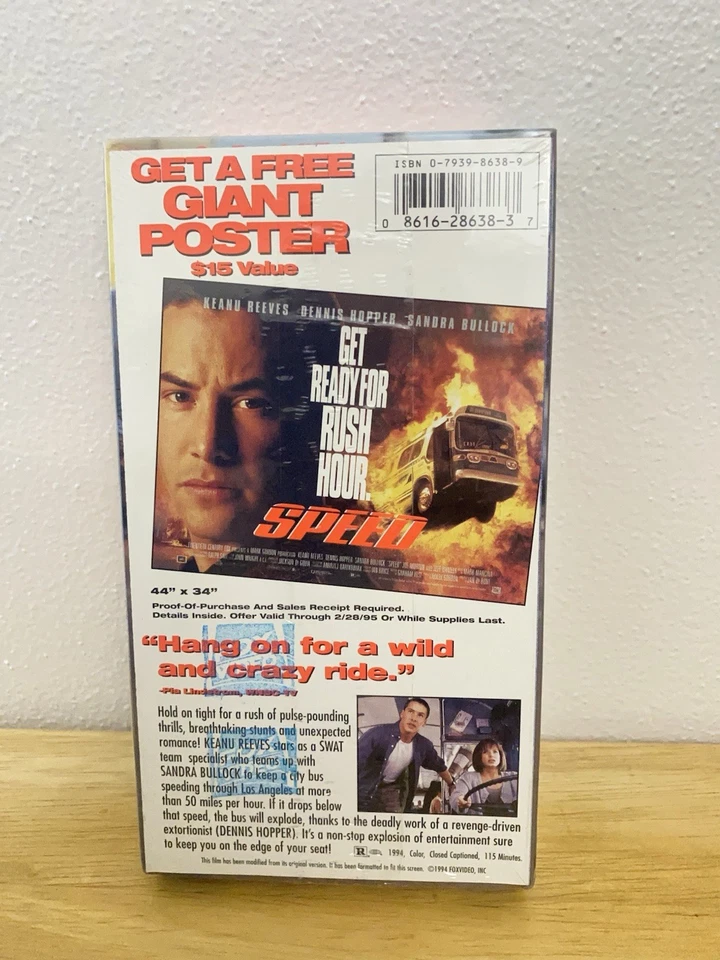 GET A FREE
GIANT
POSTER
$15 Value
ISBN 0-7939-8638-9
0 8616-28638-3 7
KEANU REEVES DENNIS HOPPER SANDRA BULLOCK
GET
READY FOR
RUSH
HOUR.
SPEED
44" x 34"
Proof-Of-Purchase And Sales Receipt Required.
Details Inside. Offer Valid Through 2/28/95 Or While Supplies Last.
“Hang on for a wild
and crazy ride.”
-Pia Lindstrom, WNBC-TV
Hold on tight for a rush of pulse-pounding
thrills, breathtaking stunts and unexpected
romance! KEANU REEVES stars as a SWAT
team specialist who teams up with
SANDRA BULLOCK to keep a city bus
speeding through Los Angeles at more
than 50 miles per hour. If it drops below
that speed, the bus will explode, thanks to the deadly work of a revenge-driven
extortionist (DENNIS HOPPER). It's a non-stop explosion of entertainment sure
to keep you on the edge of your seat!
R 1994, Color, Closed Captioned, 115 Minutes.
This film has been modified from its original version. It has been formatted to fit this screen. ©1994 FOXVIDEO, INC